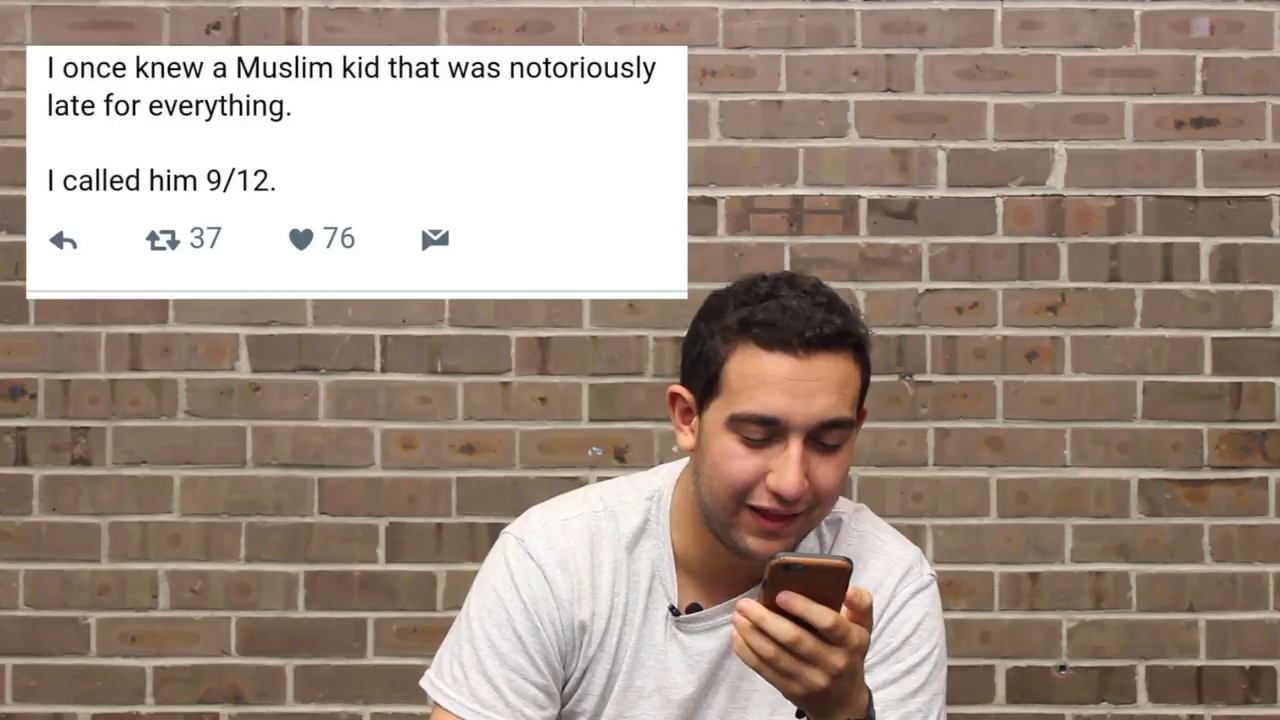 I once knew a Muslim kid that was notoriously
late for everything.
I called him 9/12.
37 76